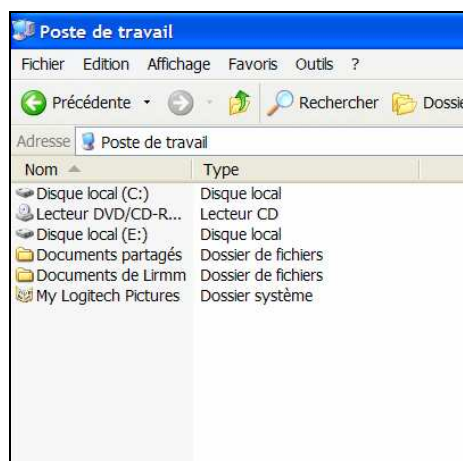 Poste de travail
Fichier Edition Affichage Favoris Outils ?
Précédente Rechercher Dossie
Adresse Poste de travail
Nom Type
Disque local (C:) Disque local
Lecteur DVD/CD-R... Lecteur CD
Disque local (E:) Disque local
Documents partagés Dossier de fichiers
Documents de Lirmm Dossier de fichiers
My Logitech Pictures Dossier système